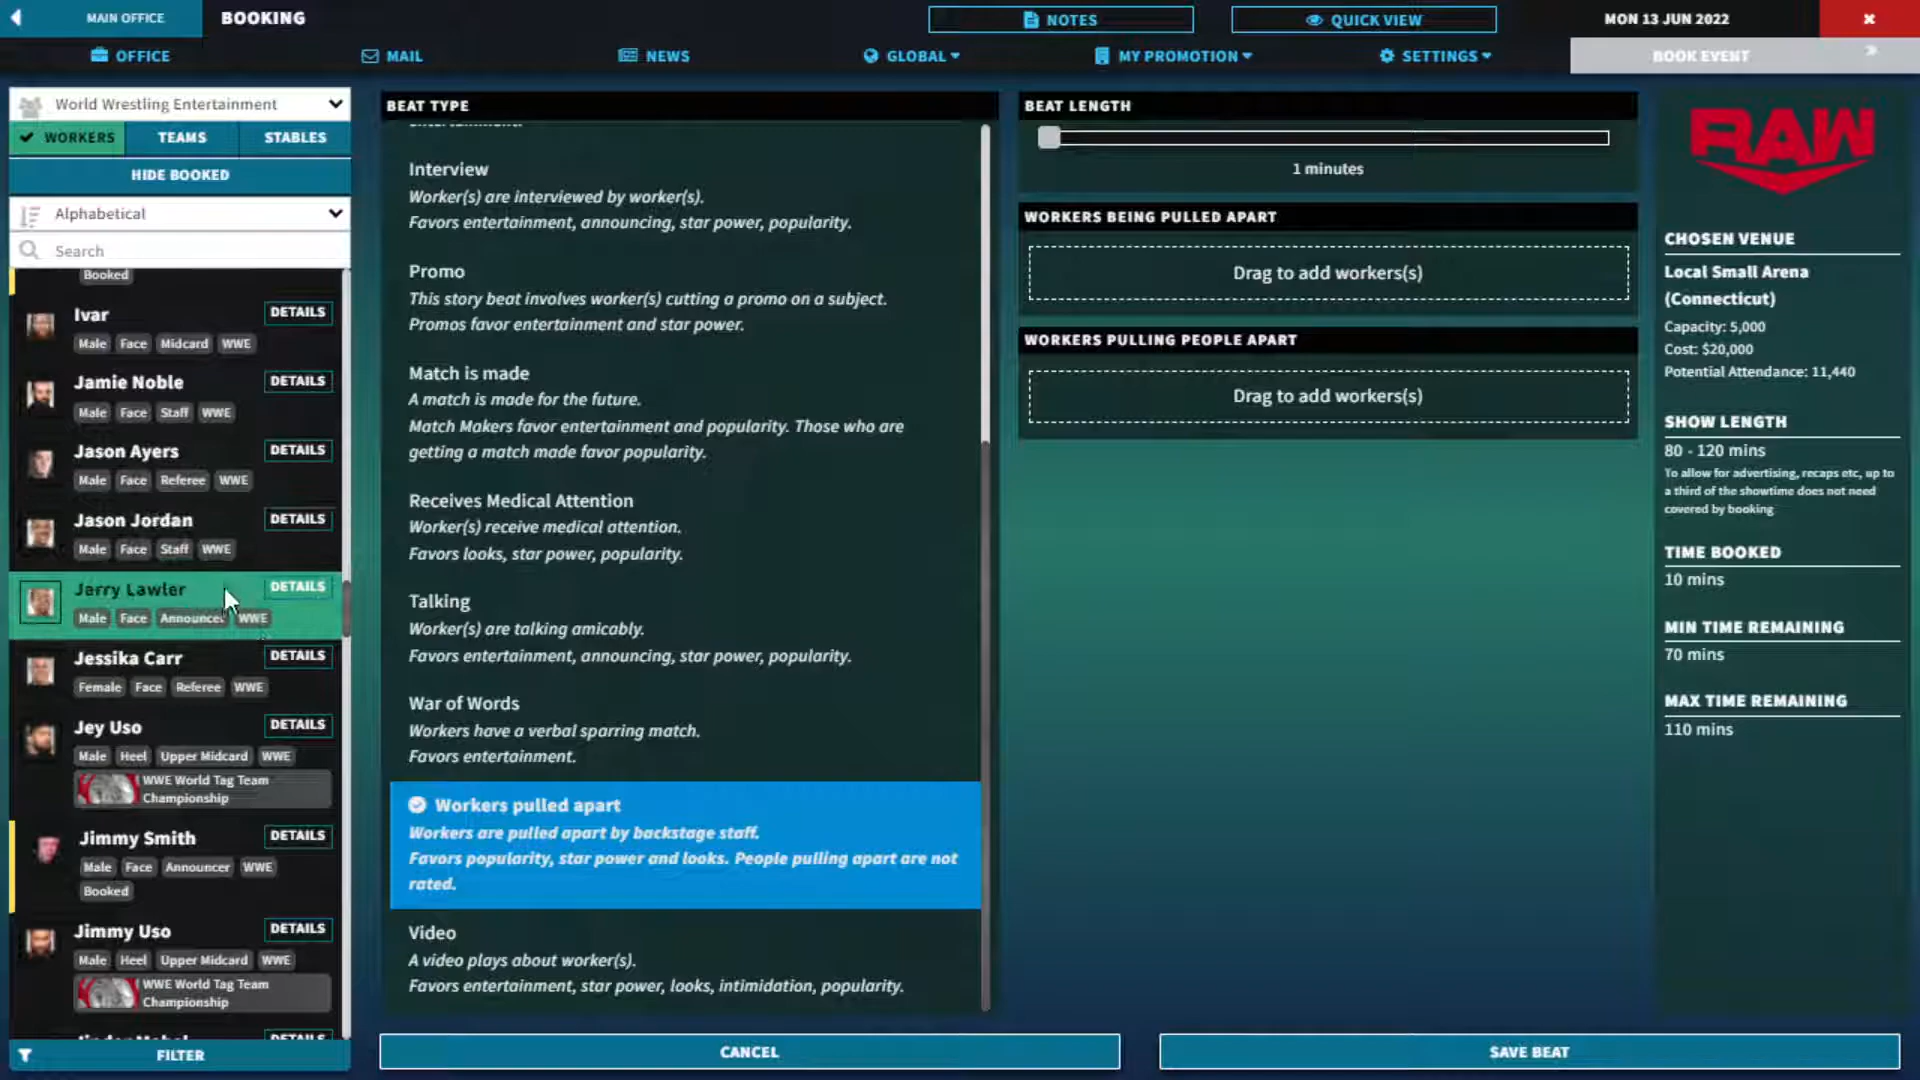 MAIN OFFICE
BOOKING
NOTES
QUICK VIEW
MON 13 JUN 2022
OFFICE
MAIL
NEWS
GLOBAL
MY PROMOTION
SETTINGS
BOOK EVENT
World Wrestling Entertainment
WORKERS
TEAMS
STABLES
HIDE BOOKED
Alphabetical
Search
Booked
Ivar
DETAILS
Male Face Midcard WWE
Jamie Noble
DETAILS
Male Face Staff WWE
Jason Ayers
DETAILS
Male Face Referee WWE
Jason Jordan
DETAILS
Male Face Staff WWE
Jerry Lawler
DETAILS
Male Face Announcer WWE
Jessika Carr
DETAILS
Female Face Referee WWE
Jey Uso
DETAILS
Male Heel Upper Midcard WWE
WWE World Tag Team
Championship
Jimmy Smith
DETAILS
Male Face Announcer WWE
Booked
Jimmy Uso
DETAILS
Male Heel Upper Midcard WWE
WWE World Tag Team
Championship
DETAILS
FILTER
BEAT TYPE
entertainment.
Interview
Worker(s) are interviewed by worker(s).
Favors entertainment, announcing, star power, popularity.
Promo
This story beat involves worker(s) cutting a promo on a subject.
Promos favor entertainment and star power.
Match is made
A match is made for the future.
Match Makers favor entertainment and popularity. Those who are
getting a match made favor popularity.
Receives Medical Attention
Worker(s) receive medical attention.
Favors looks, star power, popularity.
Talking
Worker(s) are talking amicably.
Favors entertainment, announcing, star power, popularity.
War of Words
Workers have a verbal sparring match.
Favors entertainment.
Workers pulled apart
Workers are pulled apart by backstage staff.
Favors popularity, star power and looks. People pulling apart are not
rated.
Video
A video plays about worker(s).
Favors entertainment, star power, looks, intimidation, popularity.
CANCEL
BEAT LENGTH
1 minutes
WORKERS BEING PULLED APART
Drag to add workers(s)
WORKERS PULLING PEOPLE APART
Drag to add workers(s)
SAVE BEAT
RAW
CHOSEN VENUE
Local Small Arena
(Connecticut)
Capacity: 5,000
Cost: $20,000
Potential Attendance: 11,440
SHOW LENGTH
80 - 120 mins
To allow for advertising, recaps etc, up to
a third of the showtime does not need
covered by booking
TIME BOOKED
10 mins
MIN TIME REMAINING
70 mins
MAX TIME REMAINING
110 mins